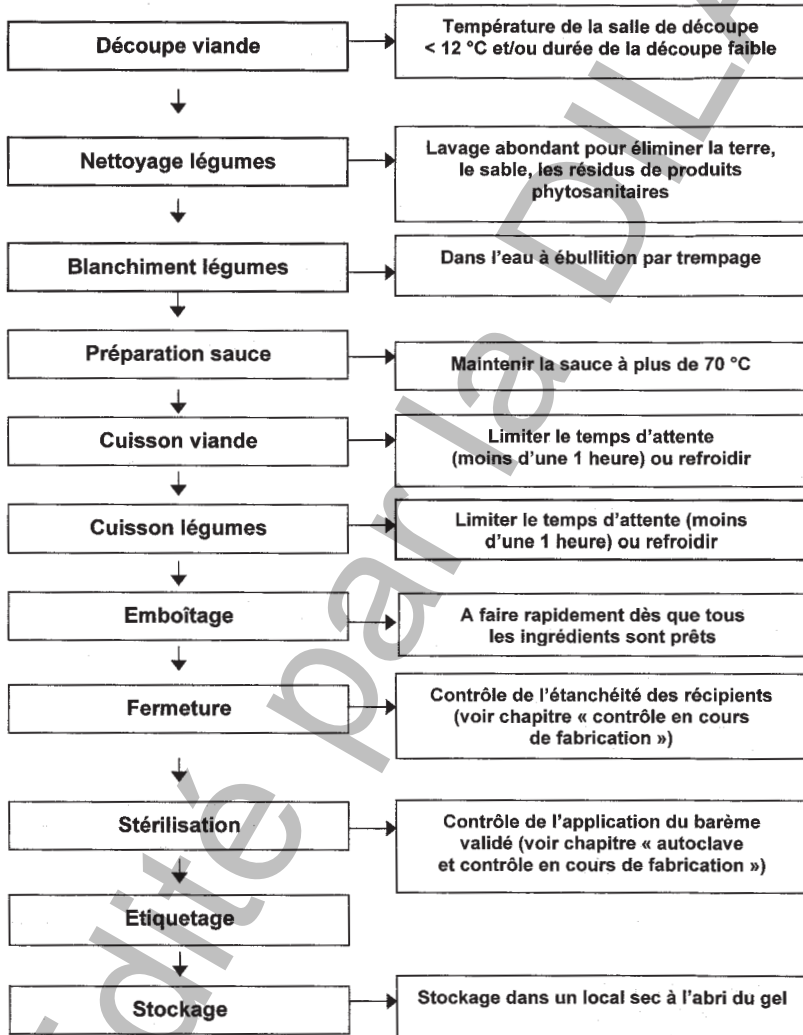 Découpe viande
Température de la salle de découpe
< 12 °C et/ou durée de la découpe faible
Nettoyage légumes
Lavage abondant pour éliminer la terre,
le sable, les résidus de produits
phytosanitaires
Blanchiment légumes
Dans l'eau à ébullition par trempage
Préparation sauce
Maintenir la sauce à plus de 70 °C
Cuisson viande
Limiter le temps d'attente
(moins d'une 1 heure) ou refroidir
Cuisson légumes
Limiter le temps d'attente (moins
d'une 1 heure) ou refroidir
Emboîtage
A faire rapidement dès que tous
les ingrédients sont prêts
Fermeture
Contrôle de l'étanchéité des récipients
(voir chapitre « contrôle en cours
de fabrication »)
Stérilisation
Contrôle de l'application du barème
validé (voir chapitre « autoclave
et contrôle en cours de fabrication »)
Etiquetage
Stockage
Stockage dans un local sec à l'abri du gel
Edité par la DILA